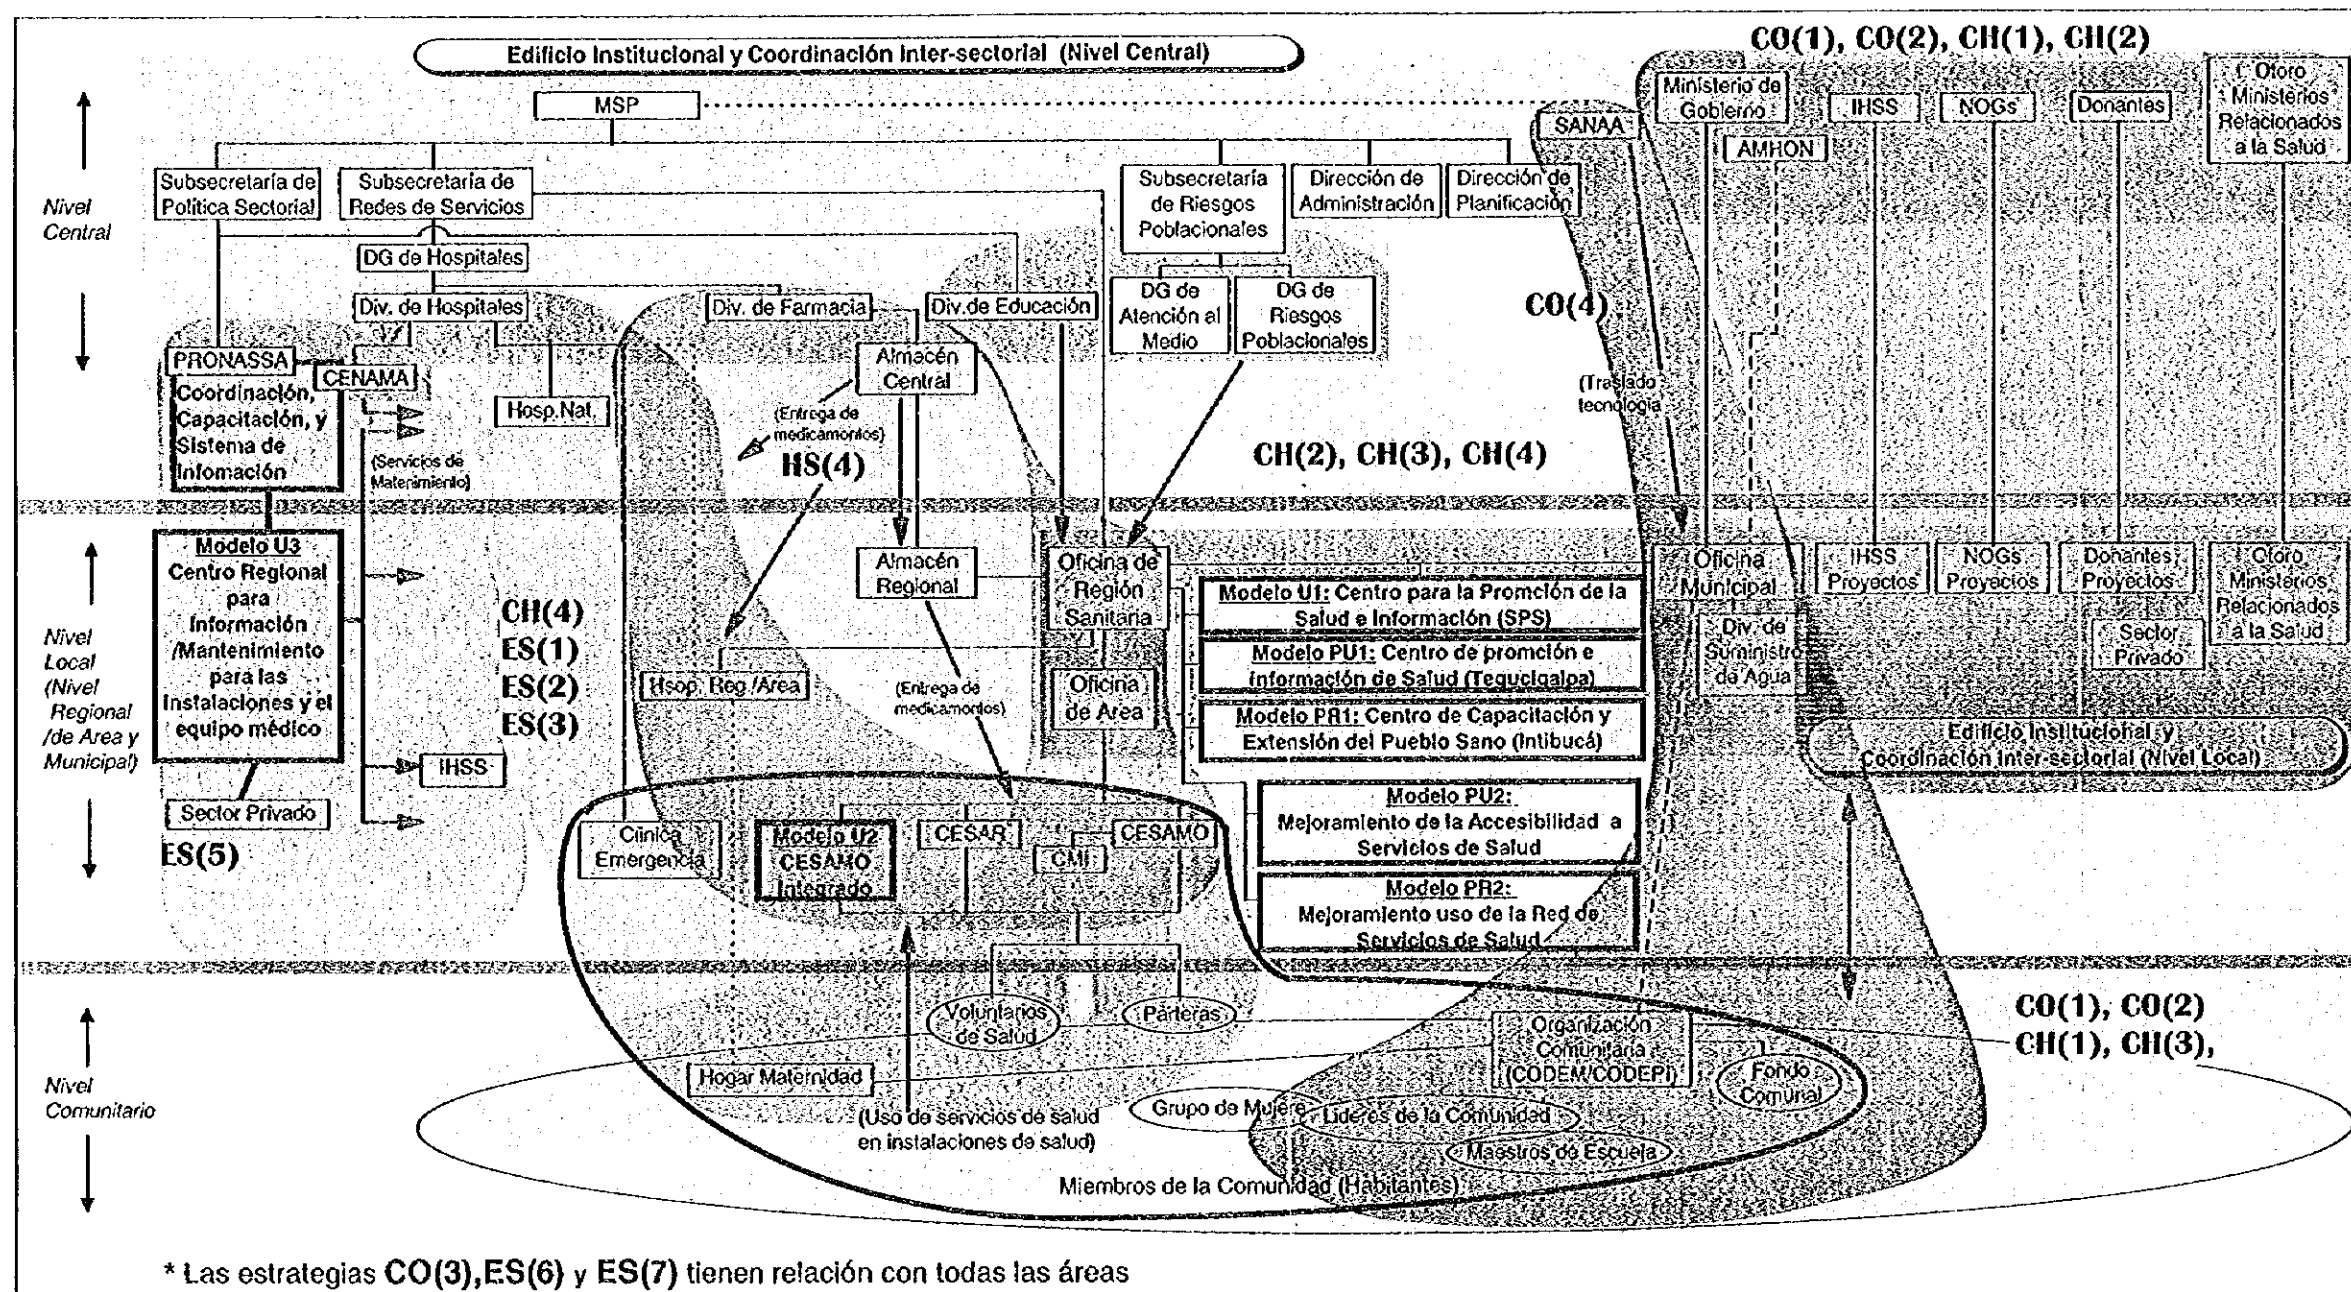 Edificio Institucional y Coordinación Inter-sectorial (Nivel Central)
CO(1), CO(2), CH(1), CH(2)
MSP
SANAA
Ministerio de
Gobierno
AMHON
IHSS
NOGs
Donantes
Otoro
Ministerios
Relacionados
a la Salud
Nivel
Central
Subsecretaría de
Política Sectorial
Subsecretaría de
Redes de Servicios
Subsecretaría
de Riesgos
Poblacionales
Dirección de
Administración
Dirección de
Planificación
DG de Hospitales
Div. de Hospitales
Div. de Farmacia
Div.de Educación
DG de
Atención al
Medio
DG de
Riesgos
Poblacionales
CO(4)
PRONASSA
CENAMA
Coordinación,
Capacitación, y
Sistema de
Infomación
Hosp.Nat.
Almacén
Central
(Entrega de
medicamontos)
HS(4)
(Servicios de
Matenimiento)
(Traslado
tecnología
CH(2), CH(3), CH(4)
Nivel
Local
(Nivel
Regional
/de Area y
Municipal)
Modelo U3
Centro Regional
para
Información
/Mantenimiento
para las
Instalaciones y el
equipo médico
CH(4)
ES(1)
ES(2)
ES(3)
IHSS
Sector Privado
ES(5)
Almacén
Regional
Oficina de
Región
Sanitaria
Hsop. Reg./Area
(Entrega de
medicamontos)
Oficina
de Area
Modelo U1: Centro para la Promción de la
Salud e Información (SPS)
Modelo PU1: Centro de promción e
Información de Salud (Tegucigalpa)
Modelo PR1: Centro de Capacitación y
Extensión del Pueblo Sano (Intibucá)
Modelo PU2:
Mejoramiento de la Accesibilidad a
Servicios de Salud
Modelo PR2:
Mejoramiento uso de la Red de
Servicios de Salud
Oficina
Municipal
Div. de
Suministro
de Agua
IHSS
Proyectos
NOGs
Proyectos
Donantes
Proyectos
Sector
Privado
Otoro
Ministerios
Relacionados
a la Salud
Edificio Institucional y
Coordinación Inter-sectorial (Nivel Local)
Clínica
Emergencia
Modelo U2
CESAMO
Integrado
CESAR
CMI
CESAMO
Nivel
Comunitario
Voluntarios
de Salud
Parteras
Hogar Maternidad
(Uso de servicios de salud
en instalaciones de salud)
Organización
Comunitaria
(CODEM/CODEPI)
Fondo
Comunal
Grupo de Mujere
Lideres de la Comunidad
Maestros de Escuela
Miembros de la Comunidad (Habitantes)
CO(1), CO(2)
CH(1), CH(3),
* Las estrategias CO(3),ES(6) y ES(7) tienen relación con todas las áreas